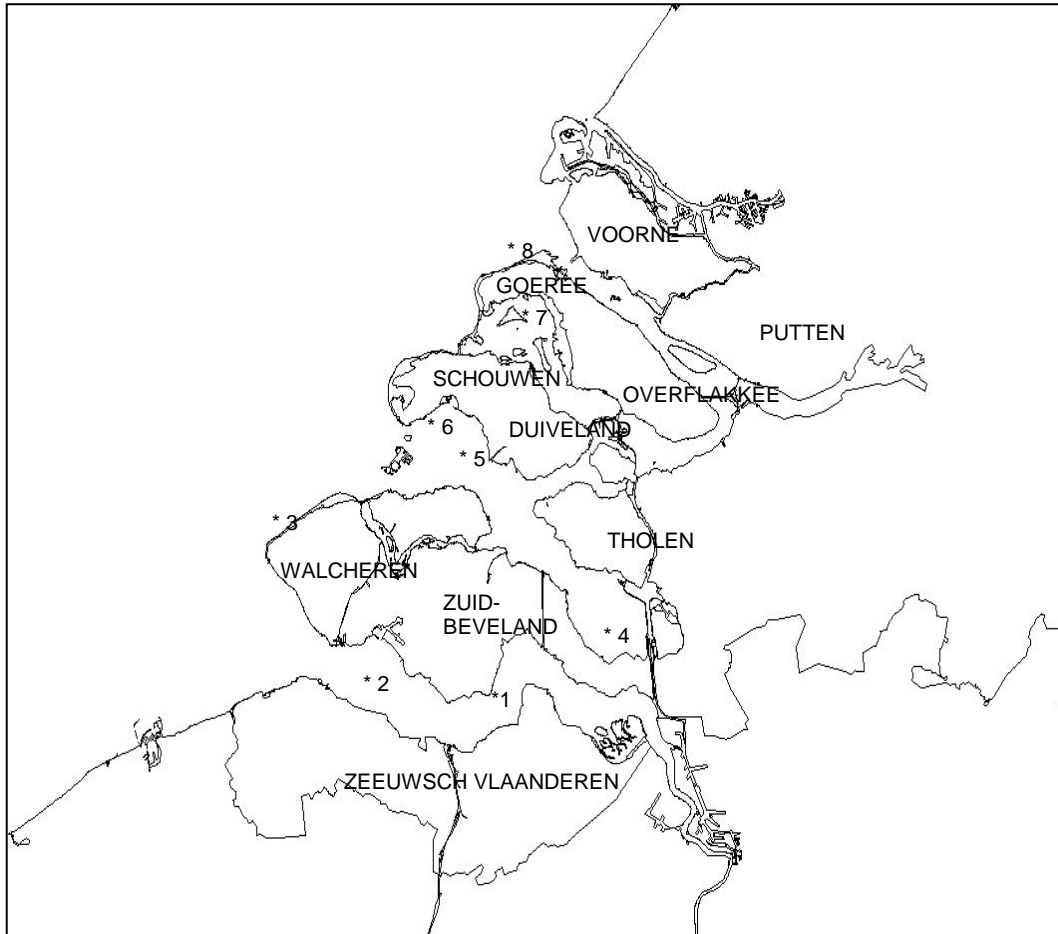 VOORNE
* 8
GOEREE
* 7
PUTTEN
SCHOUWEN
OVERFLAKKEE
* 6
DUIVELAND
* 5
* 3
THOLEN
WALCHEREN
ZUID-
BEVELAND
* 4
* 2
*1
ZEEUWSCH VLAANDEREN